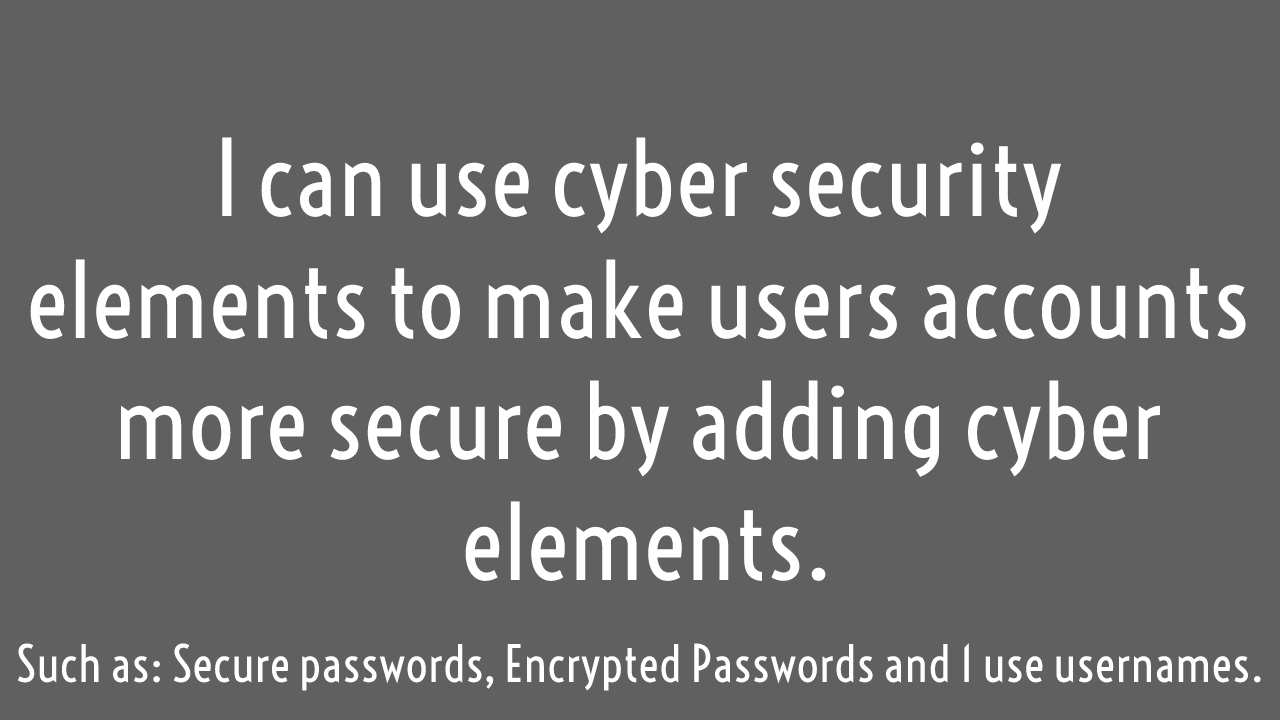 I can use cyber security
elements to make users accounts
more secure by adding cyber
elements.
Such as: Secure passwords, Encrypted Passwords and I use usernames.